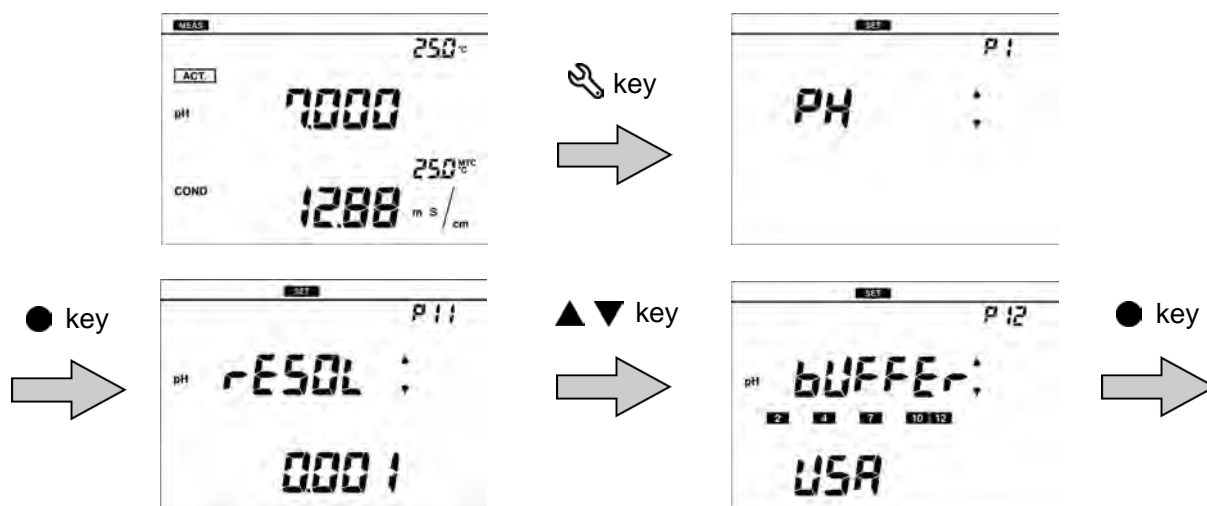 MEAS
25.0 °C
ACT.
pH 7.000
25.0 MTC °C
COND 12.88 m S / cm
key
SET
P1
PH
key
SET
P11
pH rESOL
0.001
▲ ▼ key
SET
P12
pH bUFFEr
2 4 7 10 12
USA
key